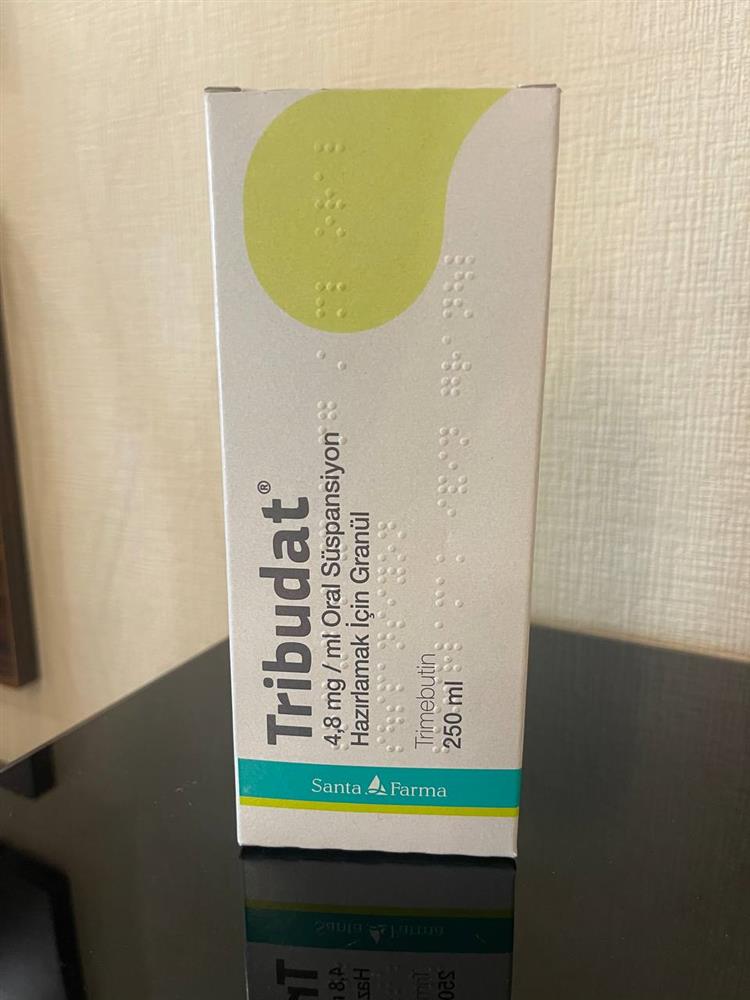 Tribudat®
4,8 mg / ml Oral Süspansiyon
Hazırlamak İçin Granül
Trimebutin
250 ml
Santa Farma